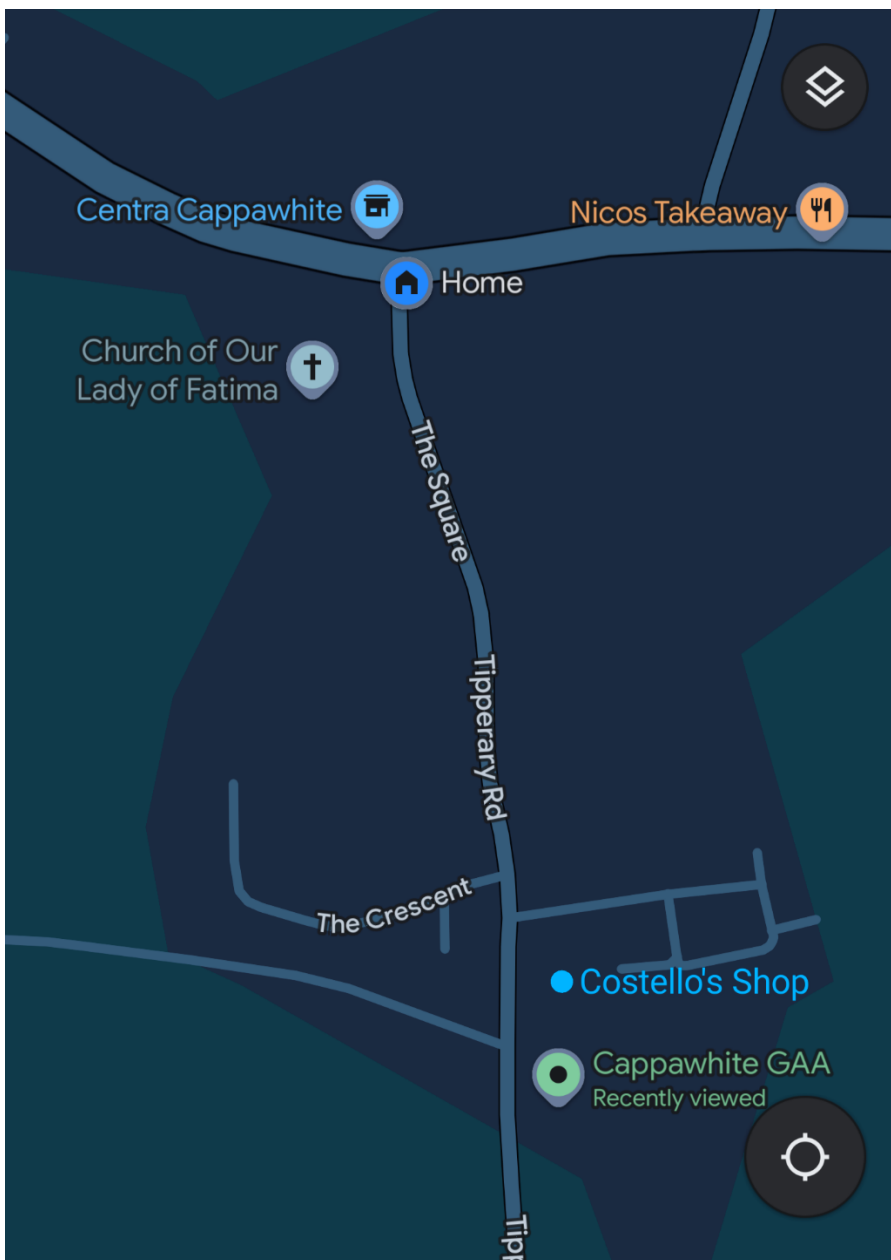 Centra Cappawhite
Nicos Takeaway
Home
Church of Our
Lady of Fatima
The Square
Tipperary Rd
The Crescent
Costello's Shop
Cappawhite GAA
Recently viewed
Tipp